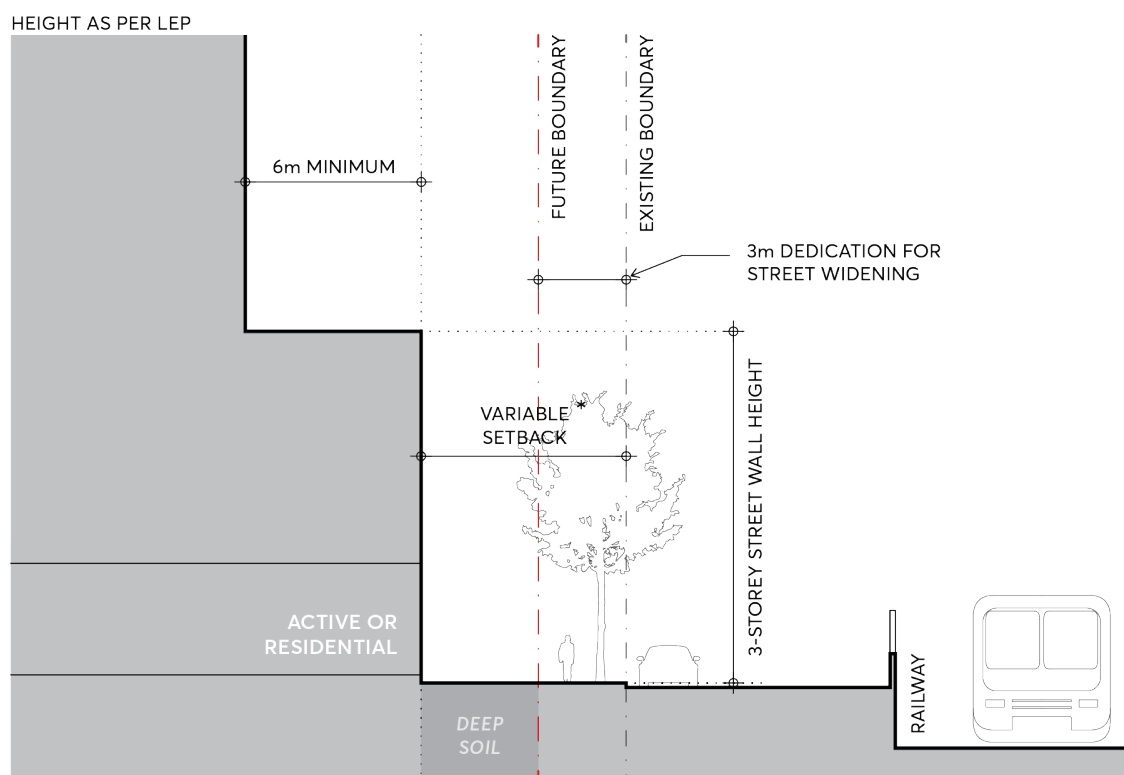 HEIGHT AS PER LEP
FUTURE BOUNDARY
EXISTING BOUNDARY
6m MINIMUM
3m DEDICATION FOR
STREET WIDENING
VARIABLE
SETBACK
*
3-STOREY STREET WALL HEIGHT
ACTIVE OR
RESIDENTIAL
RAILWAY
DEEP
SOIL